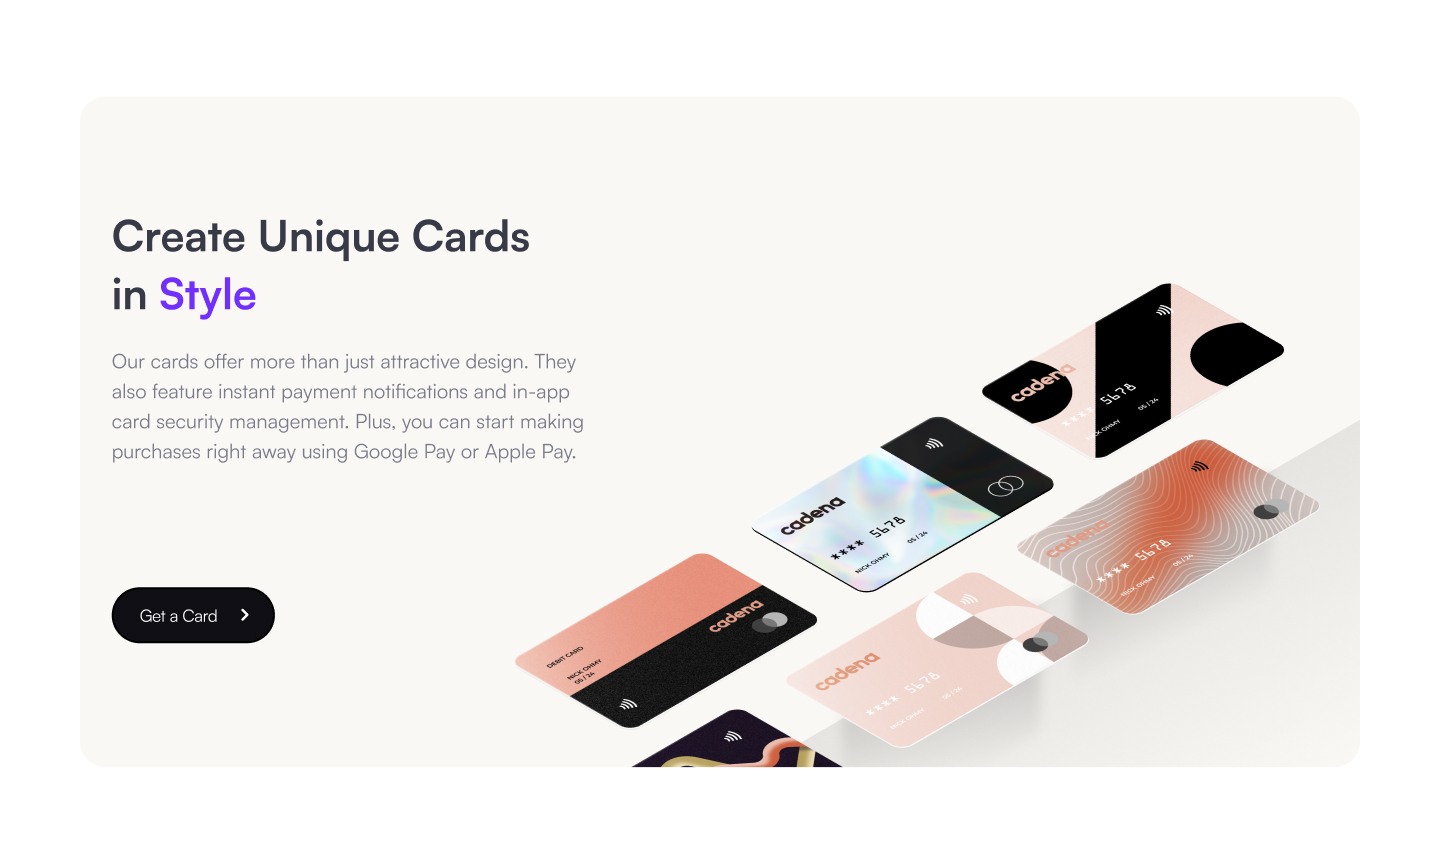 Create Unique Cards
in Style
Our cards offer more than just attractive design. They
also feature instant payment notifications and in-app
card security management. Plus, you can start making
purchases right away using Google Pay or Apple Pay.
Get a Card
cadena
**** 5678
05 / 24
NICK OHMY
cadena
**** 5678
05 / 24
NICK OHMY
cadena
**** 5678
05 / 24
NICK OHMY
DEBIT CARD
NICK OHMY
05 / 24
cadena
cadena
**** 5678
05 / 24
NICK OHMY